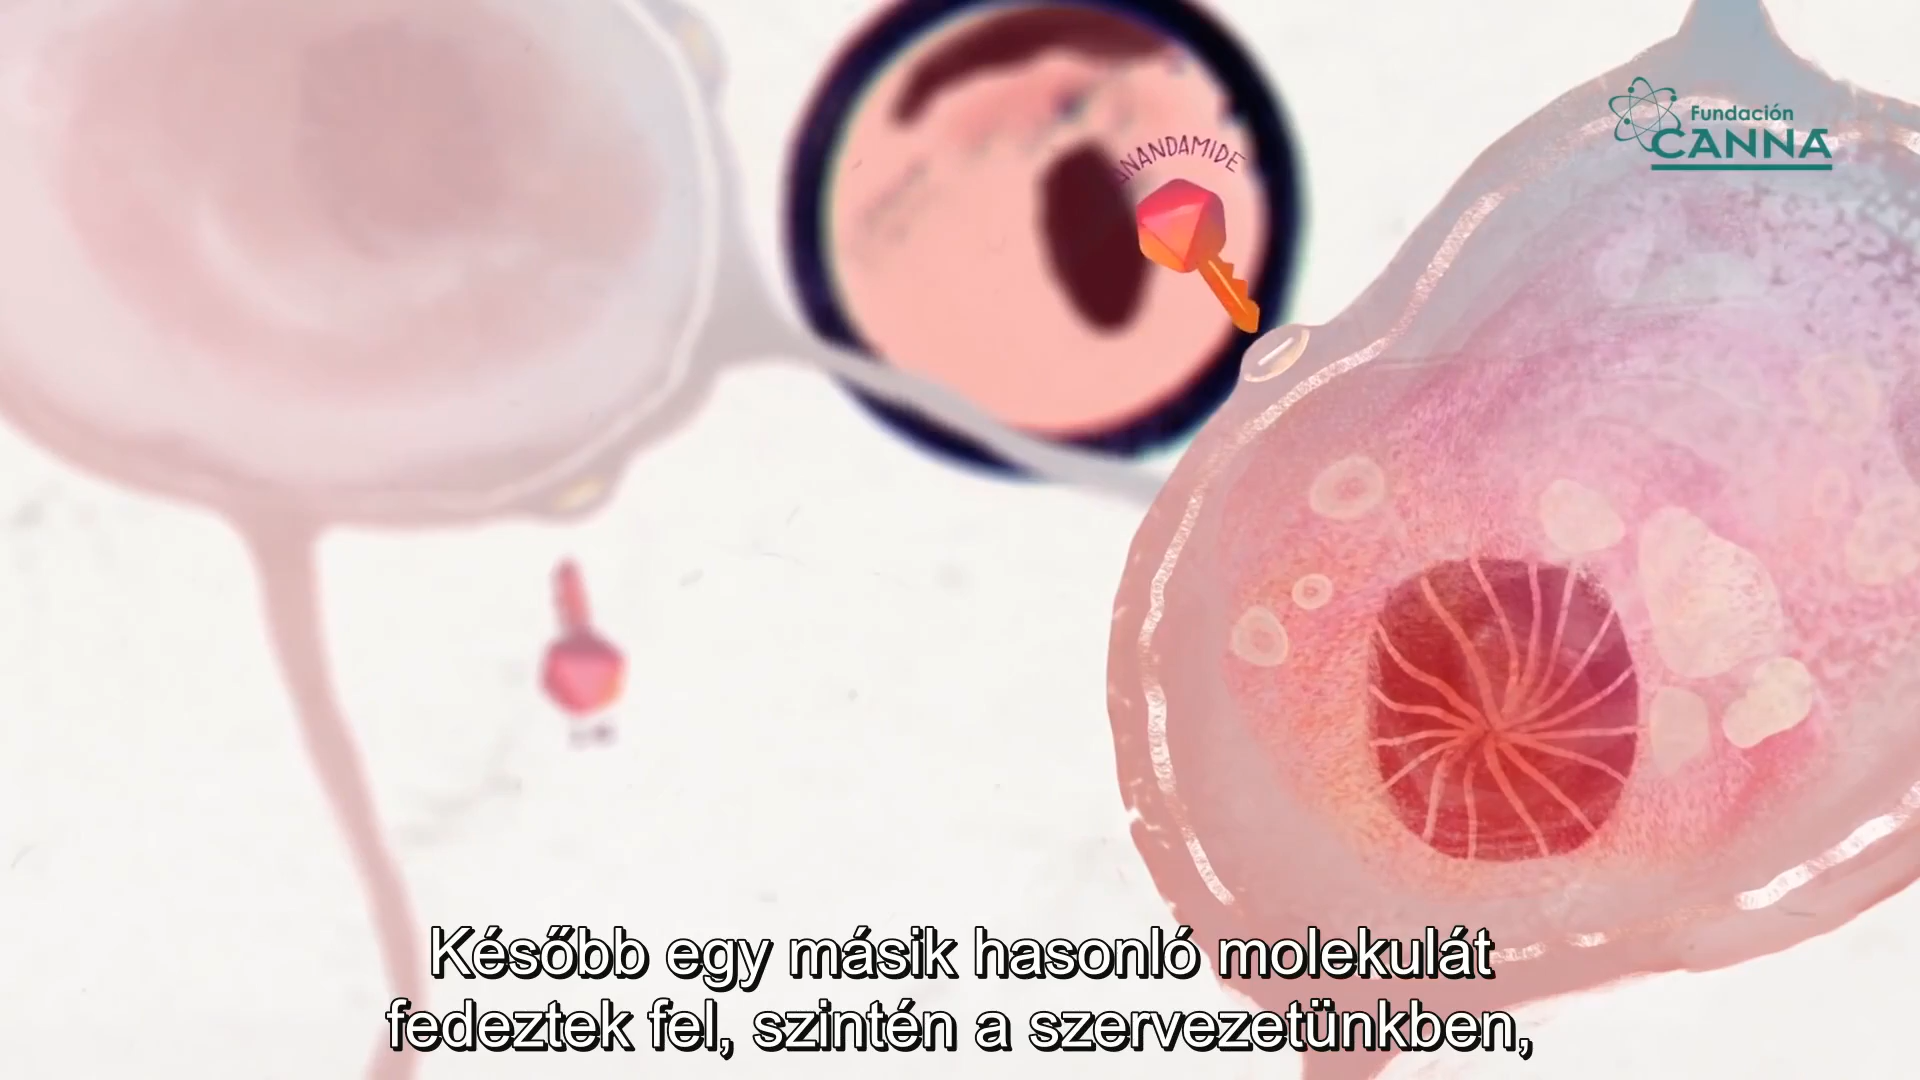 Fundación
CANNA
ANANDAMIDE
Később egy másik hasonló molekulát
fedeztek fel, szintén a szervezetünkben,